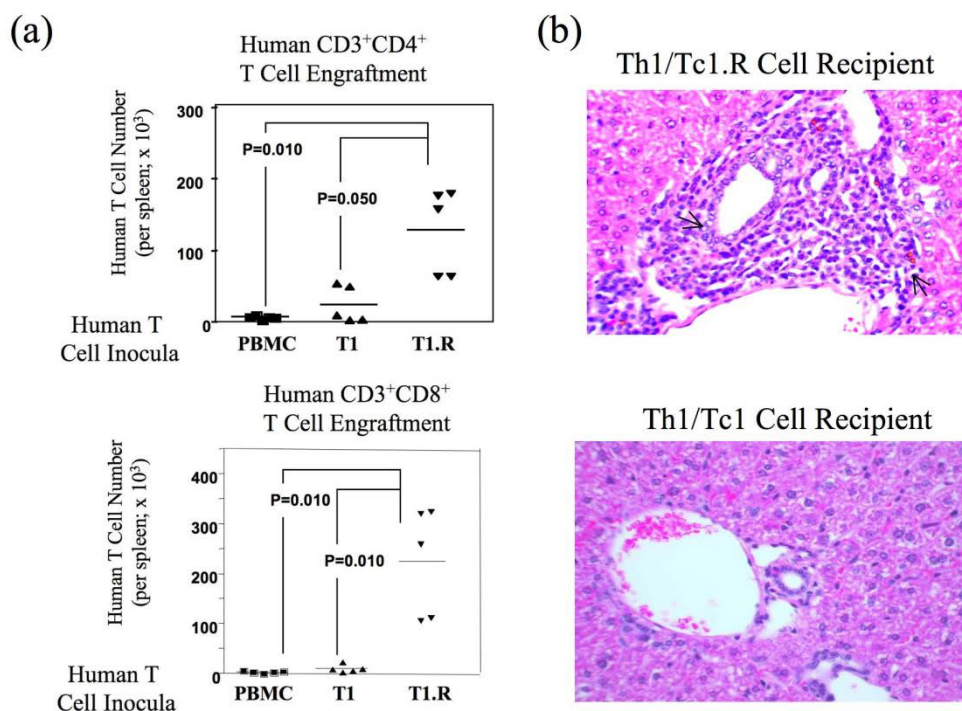 (a)
Human CD3⁺CD4⁺
T Cell Engraftment
Human T Cell Number
(per spleen; x 10³)
300
200
100
0
P=0.010
P=0.050
Human T
Cell Inocula
PBMC
T1
T1.R
Human CD3⁺CD8⁺
T Cell Engraftment
Human T Cell Number
(per spleen; x 10³)
400
300
200
100
0
P=0.010
P=0.010
Human T
Cell Inocula
PBMC
T1
T1.R
(b)
Th1/Tc1.R Cell Recipient
Th1/Tc1 Cell Recipient